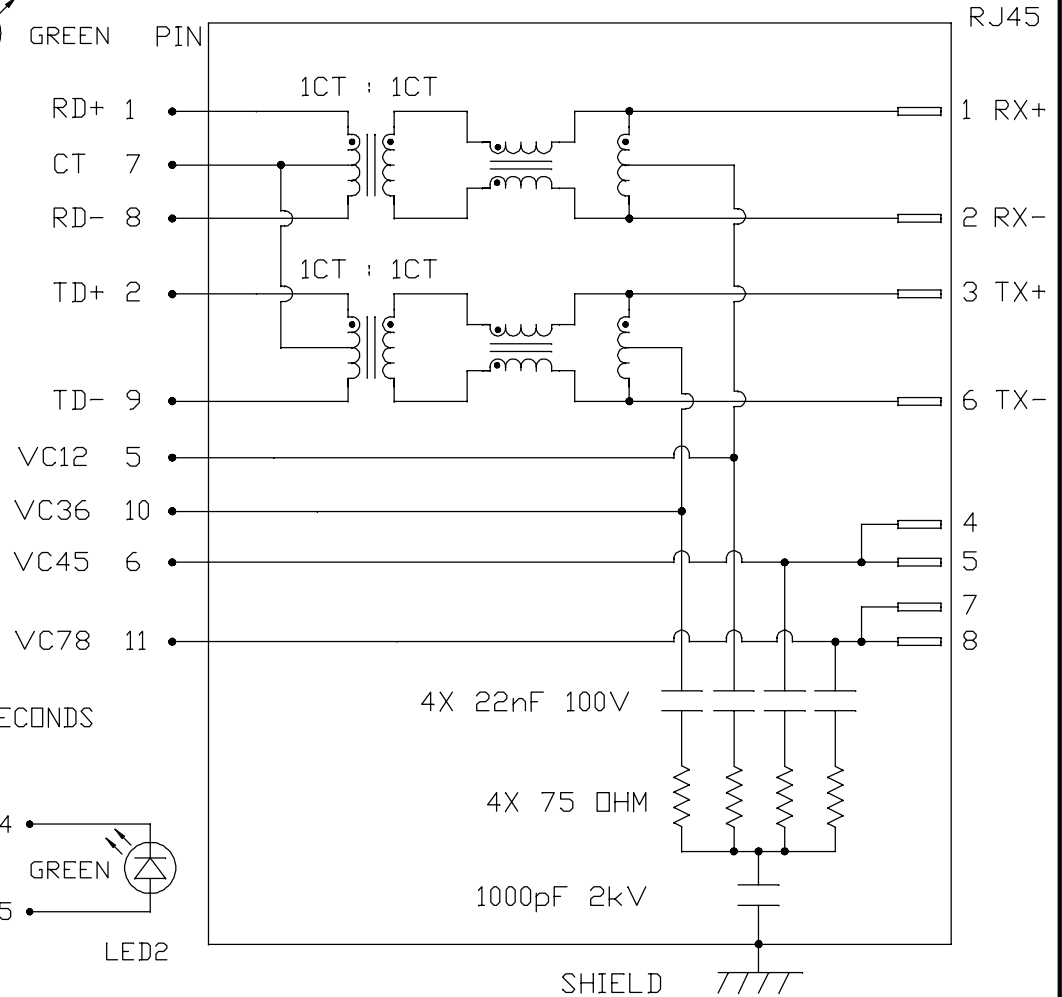 RJ45
GREEN PIN
1CT : 1CT
RD+ 1 1 RX+
CT 7
RD- 8 2 RX-
1CT : 1CT
TD+ 2 3 TX+
TD- 9 6 TX-
VC12 5
VC36 10
4
VC45 6 5
7
VC78 11 8
4X 22nF 100V
ECONDS
4X 75 OHM
4
GREEN
1000pF 2kV
5
LED2
SHIELD